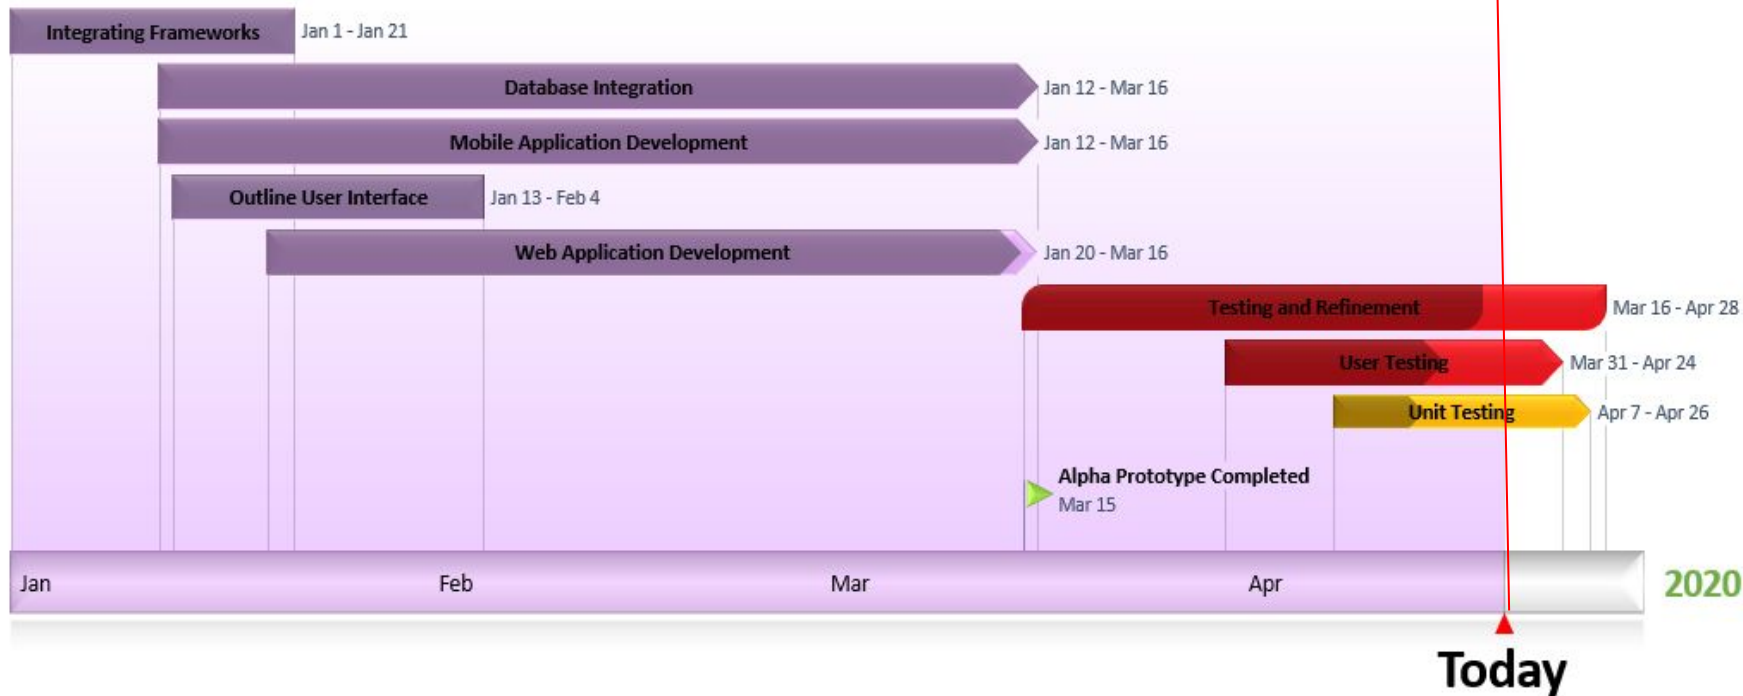 Integrating Frameworks Jan 1 - Jan 21
Database Integration Jan 12 - Mar 16
Mobile Application Development Jan 12 - Mar 16
Outline User Interface Jan 13 - Feb 4
Web Application Development Jan 20 - Mar 16
Testing and Refinement Mar 16 - Apr 28
User Testing Mar 31 - Apr 24
Unit Testing Apr 7 - Apr 26
Alpha Prototype Completed
Mar 15
Jan Feb Mar Apr 2020
Today